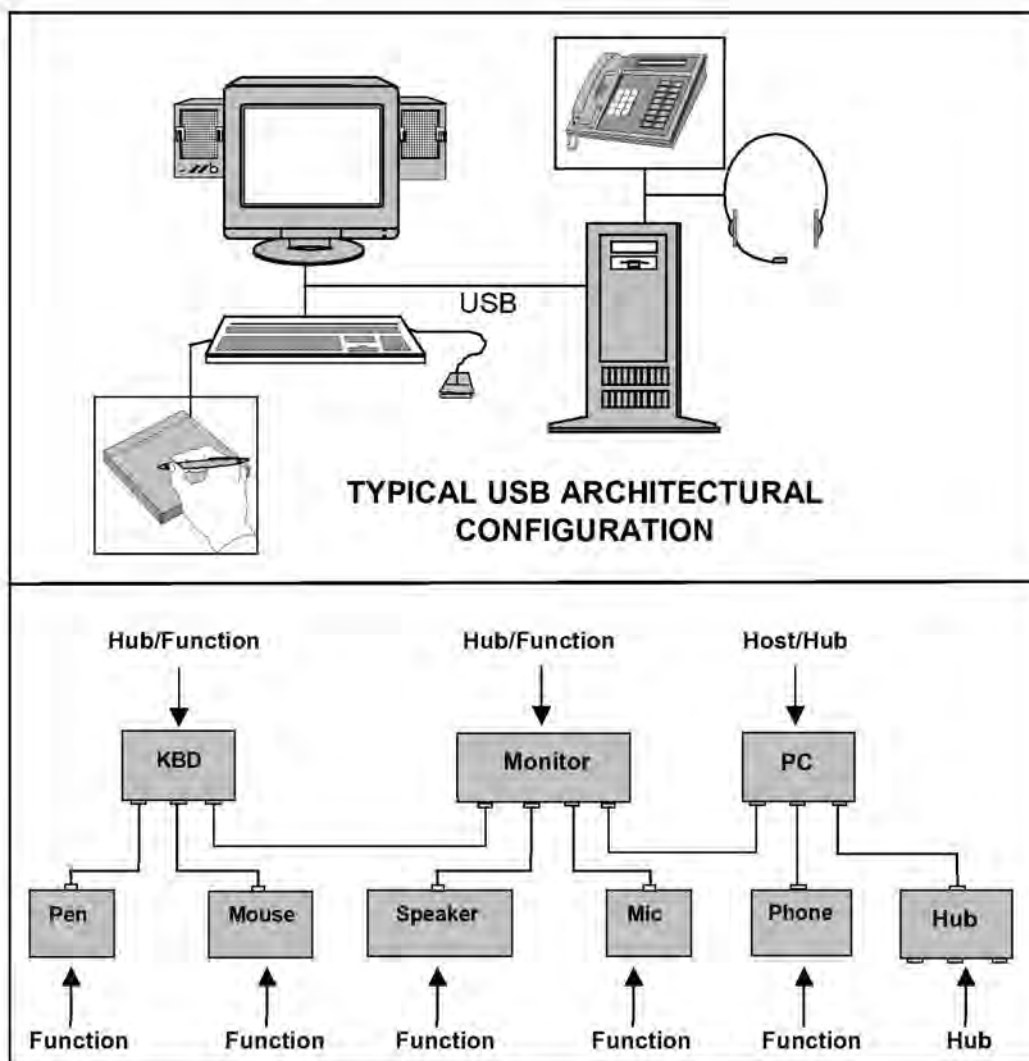 USB
TYPICAL USB ARCHITECTURAL
CONFIGURATION
Hub/Function
Hub/Function
Host/Hub
KBD
Monitor
PC
Pen
Mouse
Speaker
Mic
Phone
Hub
Function
Function
Function
Function
Function
Hub